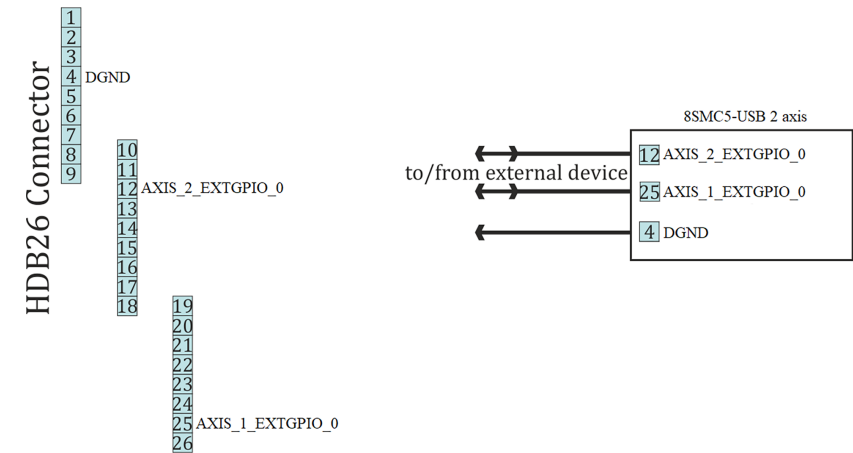 HDB26 Connector
1
2
3
4 DGND
5
6
7
8
9
10
11
12 AXIS_2_EXTGPIO_0
13
14
15
16
17
18
19
20
21
22
23
24
25 AXIS_1_EXTGPIO_0
26
8SMC5-USB 2 axis
to/from external device
12 AXIS_2_EXTGPIO_0
25 AXIS_1_EXTGPIO_0
4 DGND